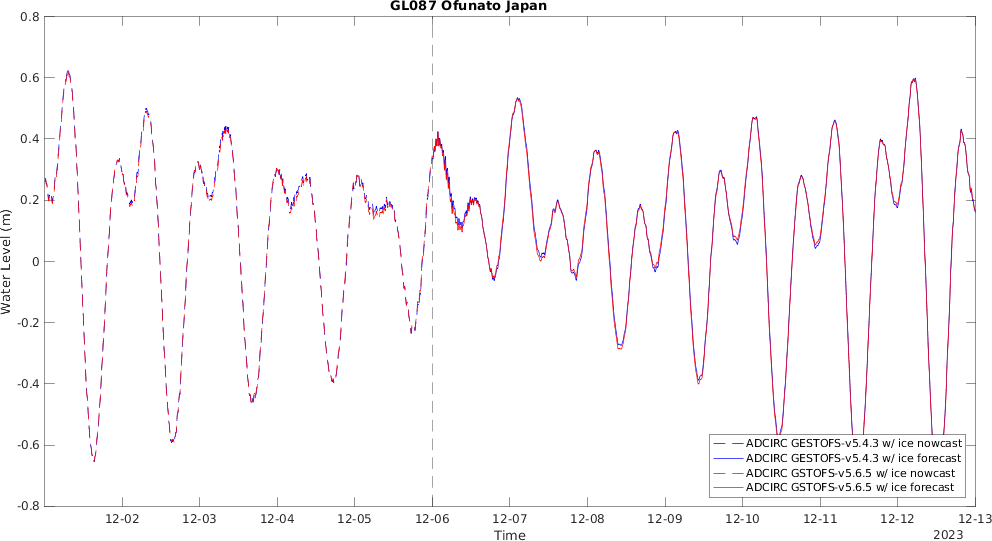 GL087 Ofunato Japan
0.8
0.6
0.4
0.2
0
-0.2
-0.4
-0.6
-0.8
Water Level (m)
ADCIRC GESTOFS-v5.4.3 w/ ice nowcast
ADCIRC GESTOFS-v5.4.3 w/ ice forecast
ADCIRC GSTOFS-v5.6.5 w/ ice nowcast
ADCIRC GSTOFS-v5.6.5 w/ ice forecast
12-02 12-03 12-04 12-05 12-06 12-07 12-08 12-09 12-10 12-11 12-12 12-13
Time
2023